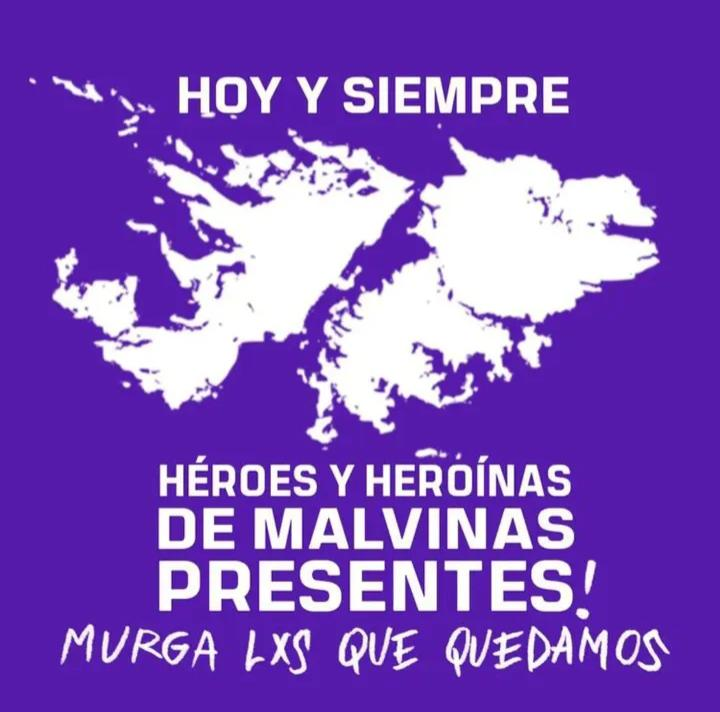 HOY Y SIEMPRE
HÉROES Y HEROÍNAS
DE MALVINAS
PRESENTES!
MURGA LXS QUE QUEDAMOS